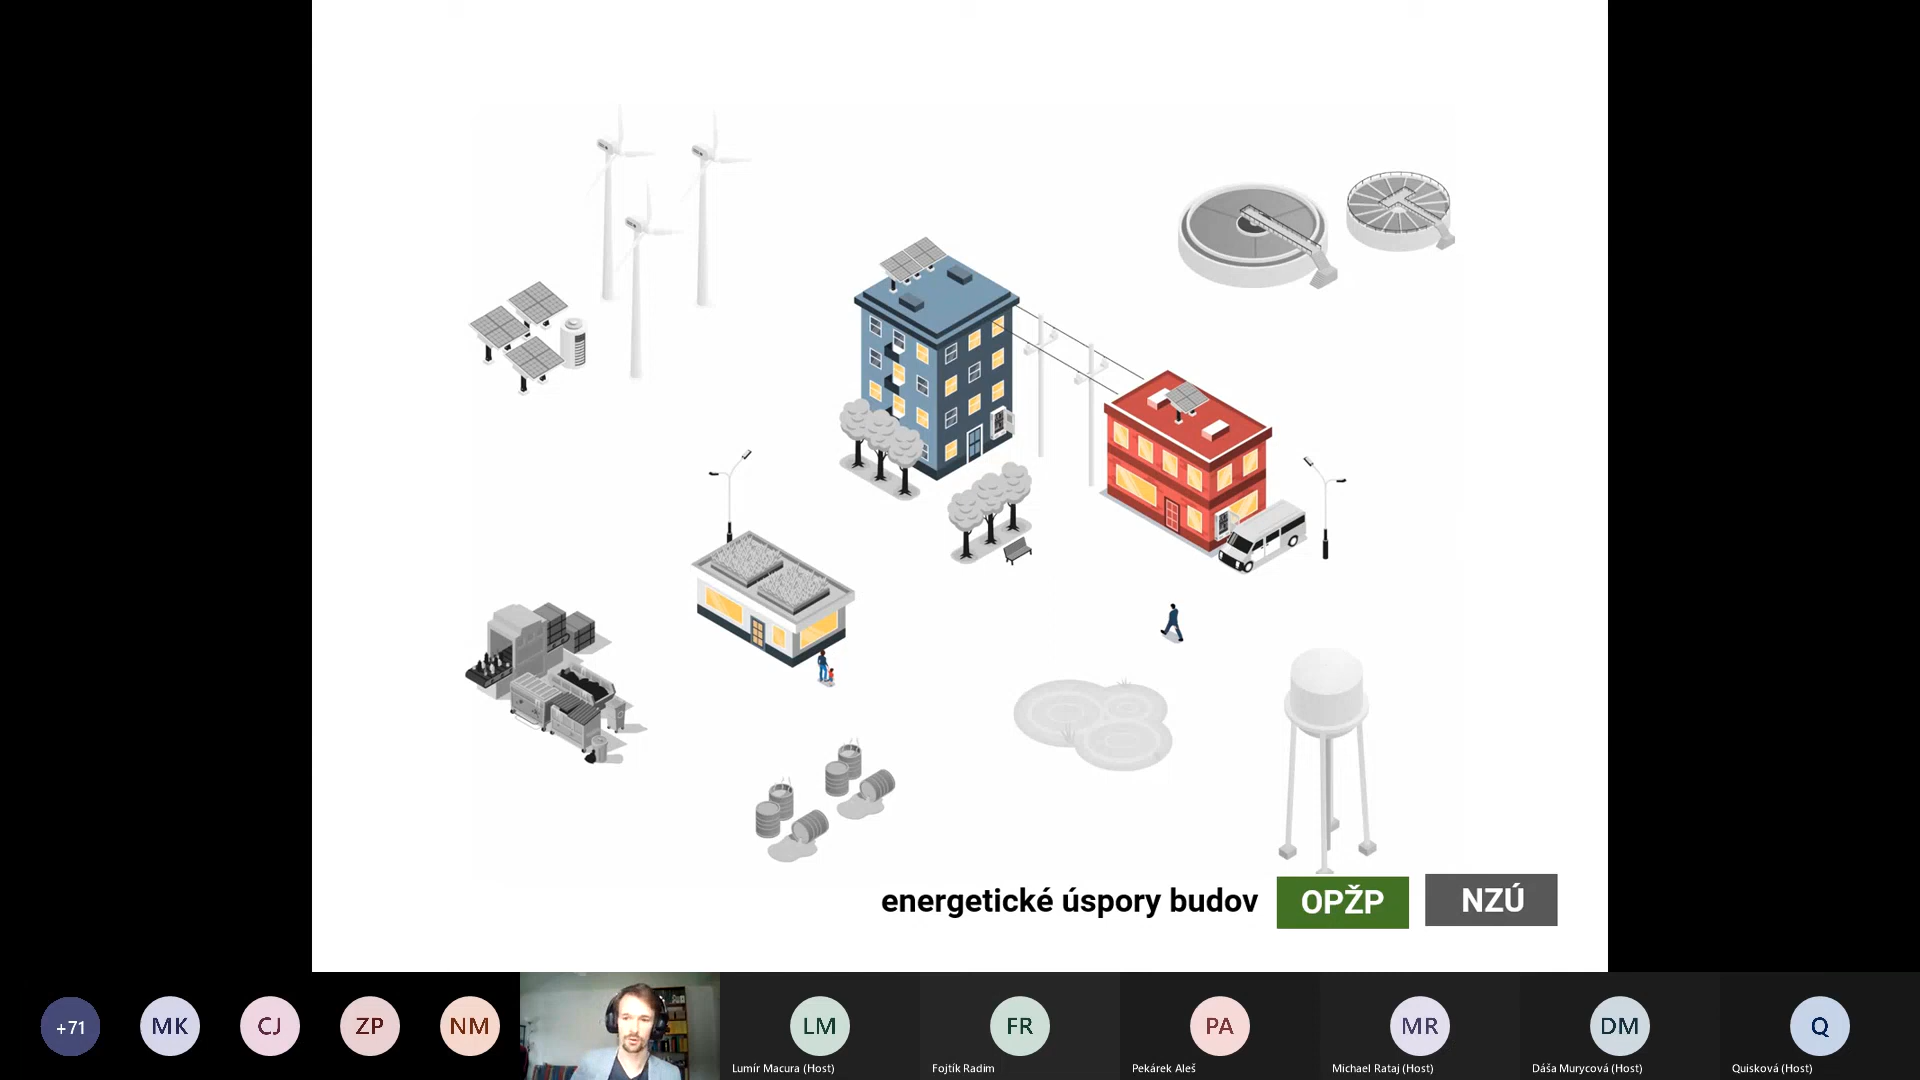 energetické úspory budov OPŽP NZÚ
+71 MK CJ ZP NM LM FR PA MR DM Q
Lumír Macura (Host) Fojtík Radim Pekárek Aleš Michael Rataj (Host) Dáša Murycová (Host) Quisková (Host)